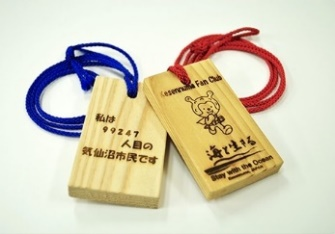 私は
99247
人目の
気仙沼市民です
Kesennuma Fan Club
海と生きる
Stay with the Ocean